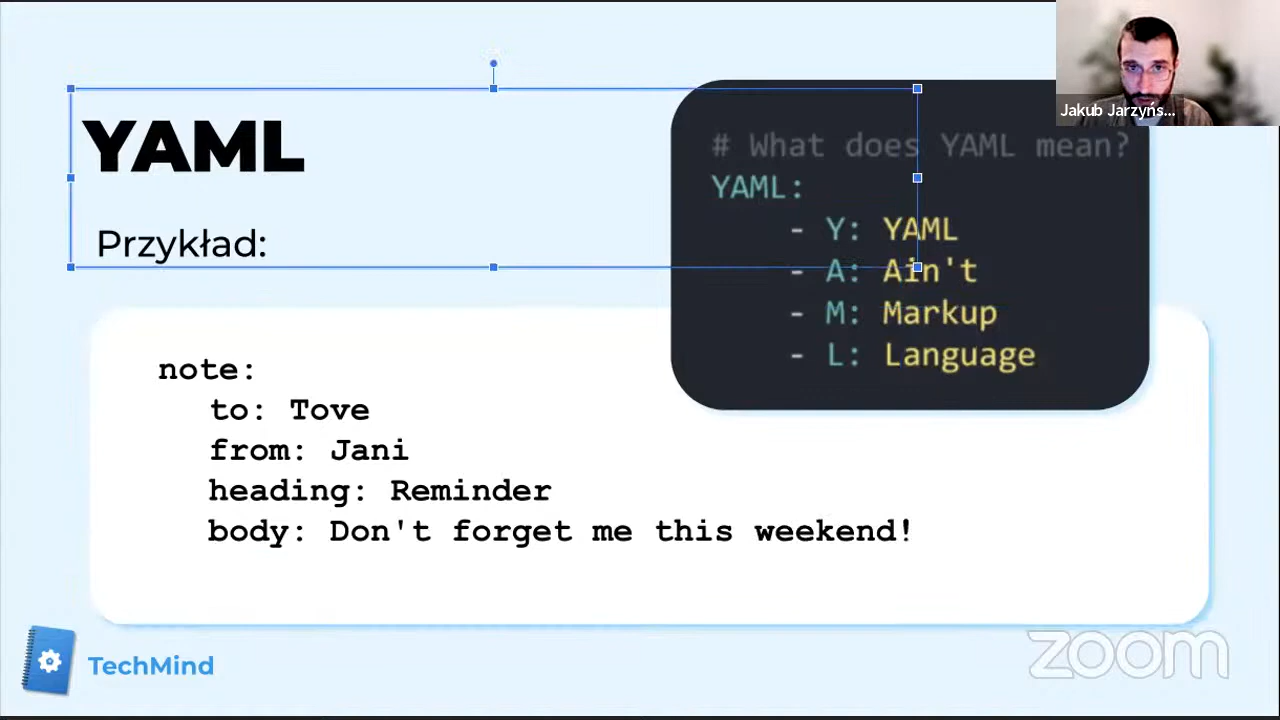 YAML
Przykład:
# What does YAML mean?
YAML:
- Y: YAML
- A: Ain't
- M: Markup
- L: Language
Jakub Jarzyńs...
note:
to: Tove
from: Jani
heading: Reminder
body: Don't forget me this weekend!
TechMind
zoom